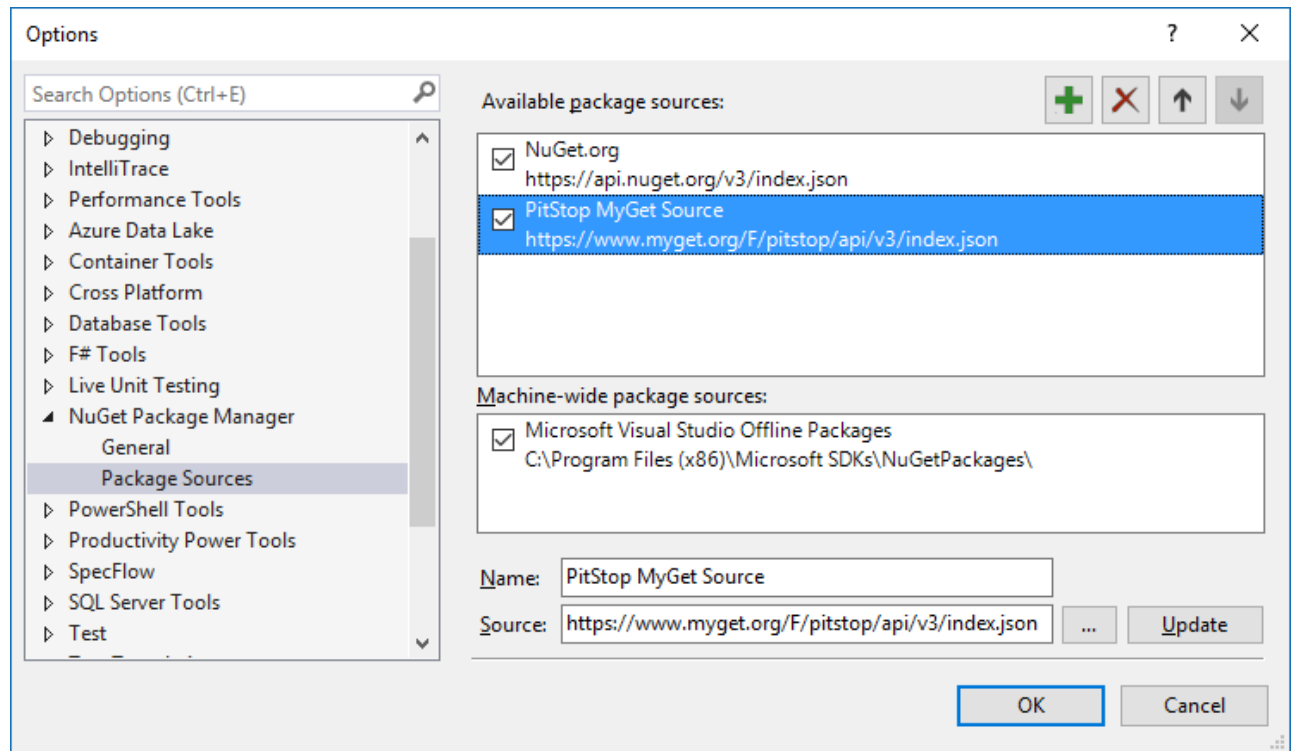 Options
?
Search Options (Ctrl+E)
Debugging
IntelliTrace
Performance Tools
Azure Data Lake
Container Tools
Cross Platform
Database Tools
F# Tools
Live Unit Testing
NuGet Package Manager
General
Package Sources
PowerShell Tools
Productivity Power Tools
SpecFlow
SQL Server Tools
Test
Available package sources:
NuGet.org
https://api.nuget.org/v3/index.json
PitStop MyGet Source
https://www.myget.org/F/pitstop/api/v3/index.json
Machine-wide package sources:
Microsoft Visual Studio Offline Packages
C:\Program Files (x86)\Microsoft SDKs\NuGetPackages\
Name: PitStop MyGet Source
Source: https://www.myget.org/F/pitstop/api/v3/index.json ... Update
OK Cancel